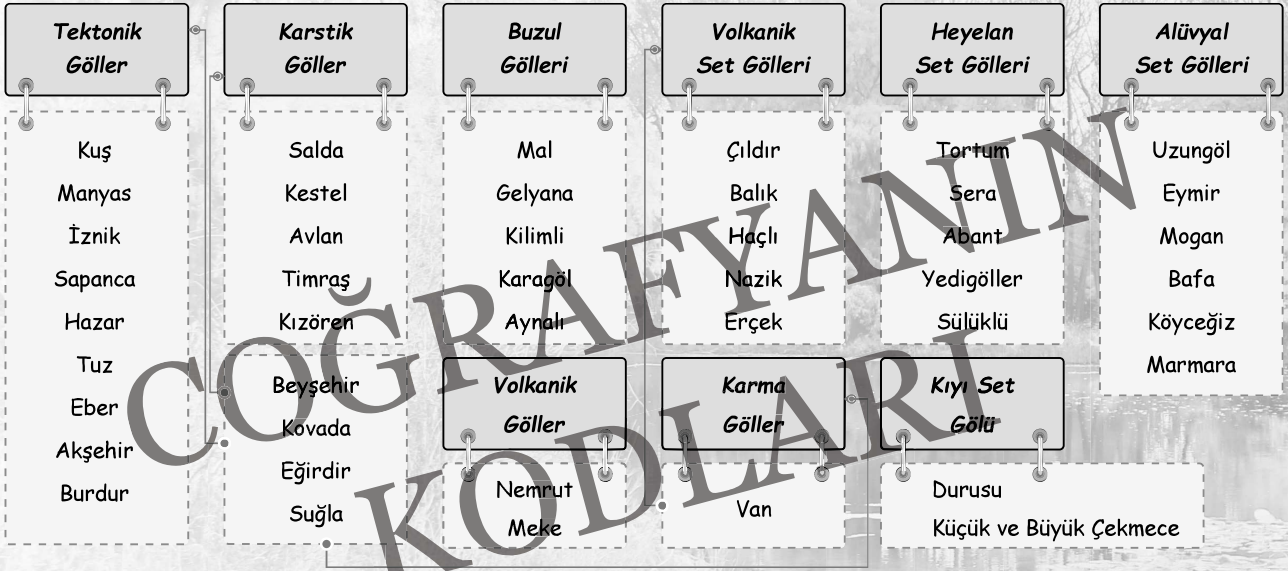 Tektonik
Göller
Kuş
Manyas
İznik
Sapanca
Hazar
Tuz
Eber
Akşehir
Burdur
Karstik
Göller
Salda
Kestel
Avlan
Timraş
Kızören
Beyşehir
Kovada
Eğirdir
Suğla
Buzul
Gölleri
Mal
Gelyana
Kilimli
Karagöl
Aynalı
Volkanik
Göller
Nemrut
Meke
Volkanik
Set Gölleri
Çıldır
Balık
Haçlı
Nazik
Erçek
Karma
Göller
Van
Heyelan
Set Gölleri
Tortum
Sera
Abant
Yedigöller
Sülüklü
Kıyı Set
Gölü
Durusu
Küçük ve Büyük Çekmece
Alüvyal
Set Gölleri
Uzungöl
Eymir
Mogan
Bafa
Köyceğiz
Marmara
COĞRAFYANIN
KODLARI